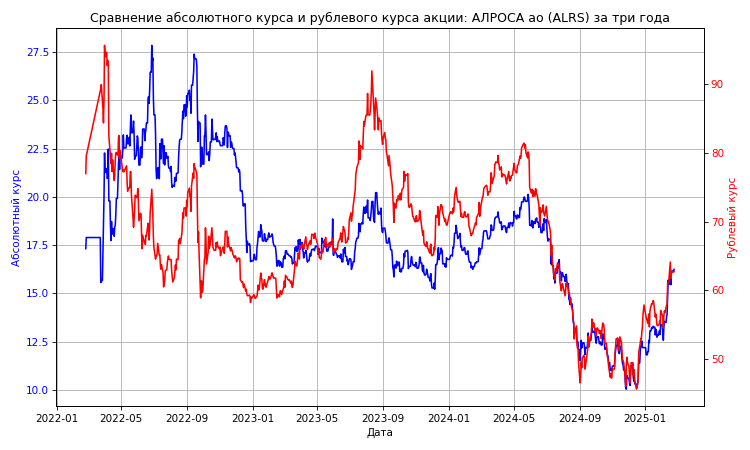 Сравнение абсолютного курса и рублевого курса акции: АЛРОСА ао (ALRS) за три года
27.5
25.0
22.5
20.0
17.5
15.0
12.5
10.0
Абсолютный курс
90
80
70
60
50
Рублевый курс
2022-01 2022-05 2022-09 2023-01 2023-05 2023-09 2024-01 2024-05 2024-09 2025-01
Дата